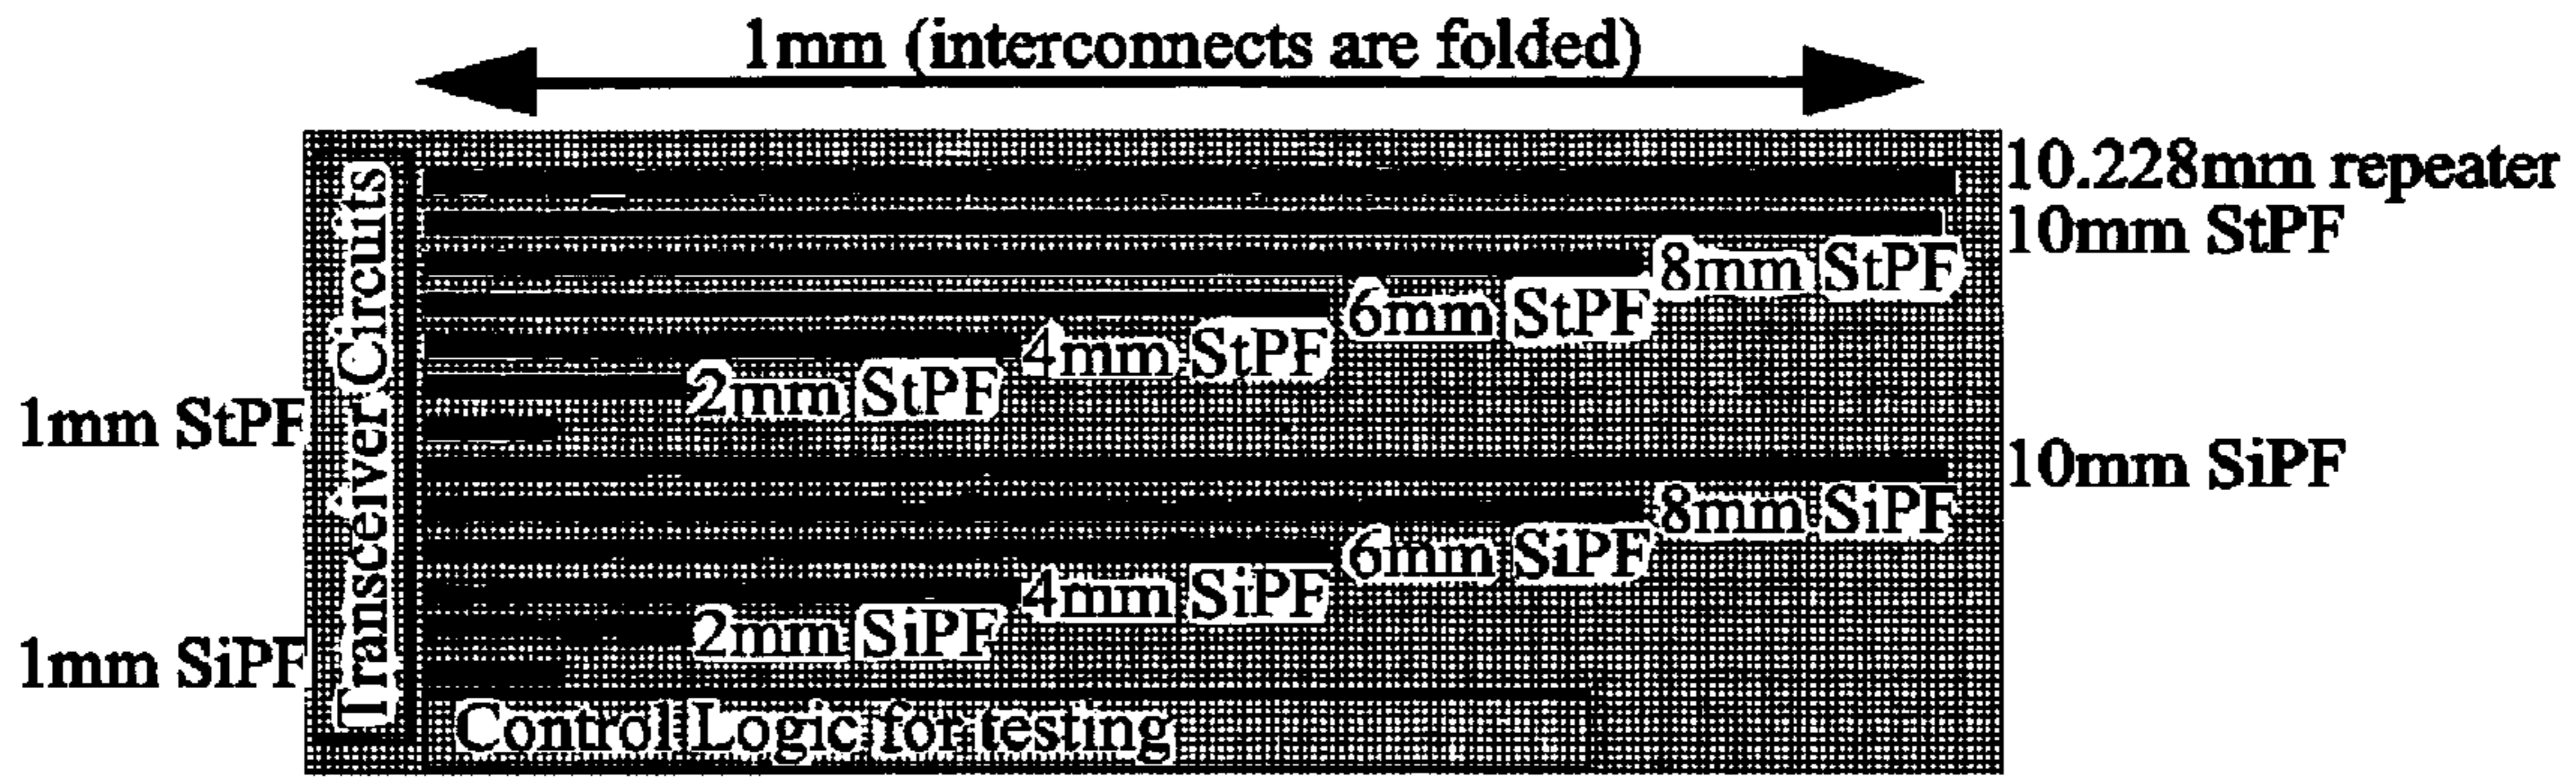 1mm (interconnects are folded)
10.228mm repeater
10mm StPF
8mm StPF
6mm StPF
4mm StPF
2mm StPF
1mm StPF
Transceiver Circuits
10mm SiPF
8mm SiPF
6mm SiPF
4mm SiPF
2mm SiPF
1mm SiPF
Control Logic for testing